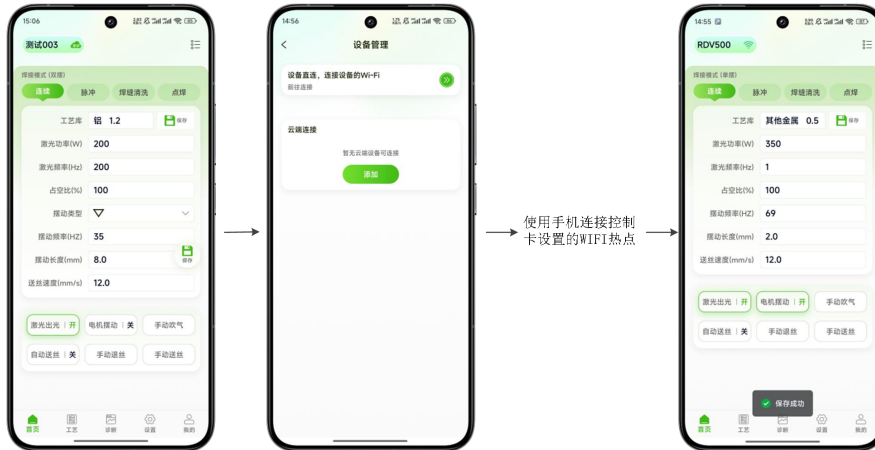 15:06
测试003
焊接模式 (双摆)
连续 脉冲 焊缝清洗 点焊
工艺库 铝 1.2 保存
激光功率(W) 200
激光频率(Hz) 200
占空比(%) 100
摆动类型
摆动频率(HZ) 35
摆动长度(mm) 8.0 保存
送丝速度(mm/s) 12.0
激光出光 | 开 电机摆动 | 关 手动吹气
自动送丝 | 关 手动退丝 手动送丝
首页 工艺 诊断 设置 我的
14:56
设备管理
设备直连，连接设备的Wi-Fi
前往连接
云端连接
暂无云端设备可连接
添加
使用手机连接控制
卡设置的WIFI热点
14:55
RDV500
焊接模式 (单摆)
连续 脉冲 焊缝清洗 点焊
工艺库 其他金属 0.5 保存
激光功率(W) 350
激光频率(Hz) 1
占空比(%) 100
摆动频率(HZ) 69
摆动长度(mm) 2.0
送丝速度(mm/s) 12.0
激光出光 | 开 电机摆动 | 开 手动吹气
自动送丝 | 关 手动退丝 手动送丝
保存成功
首页 工艺 诊断 设置 我的